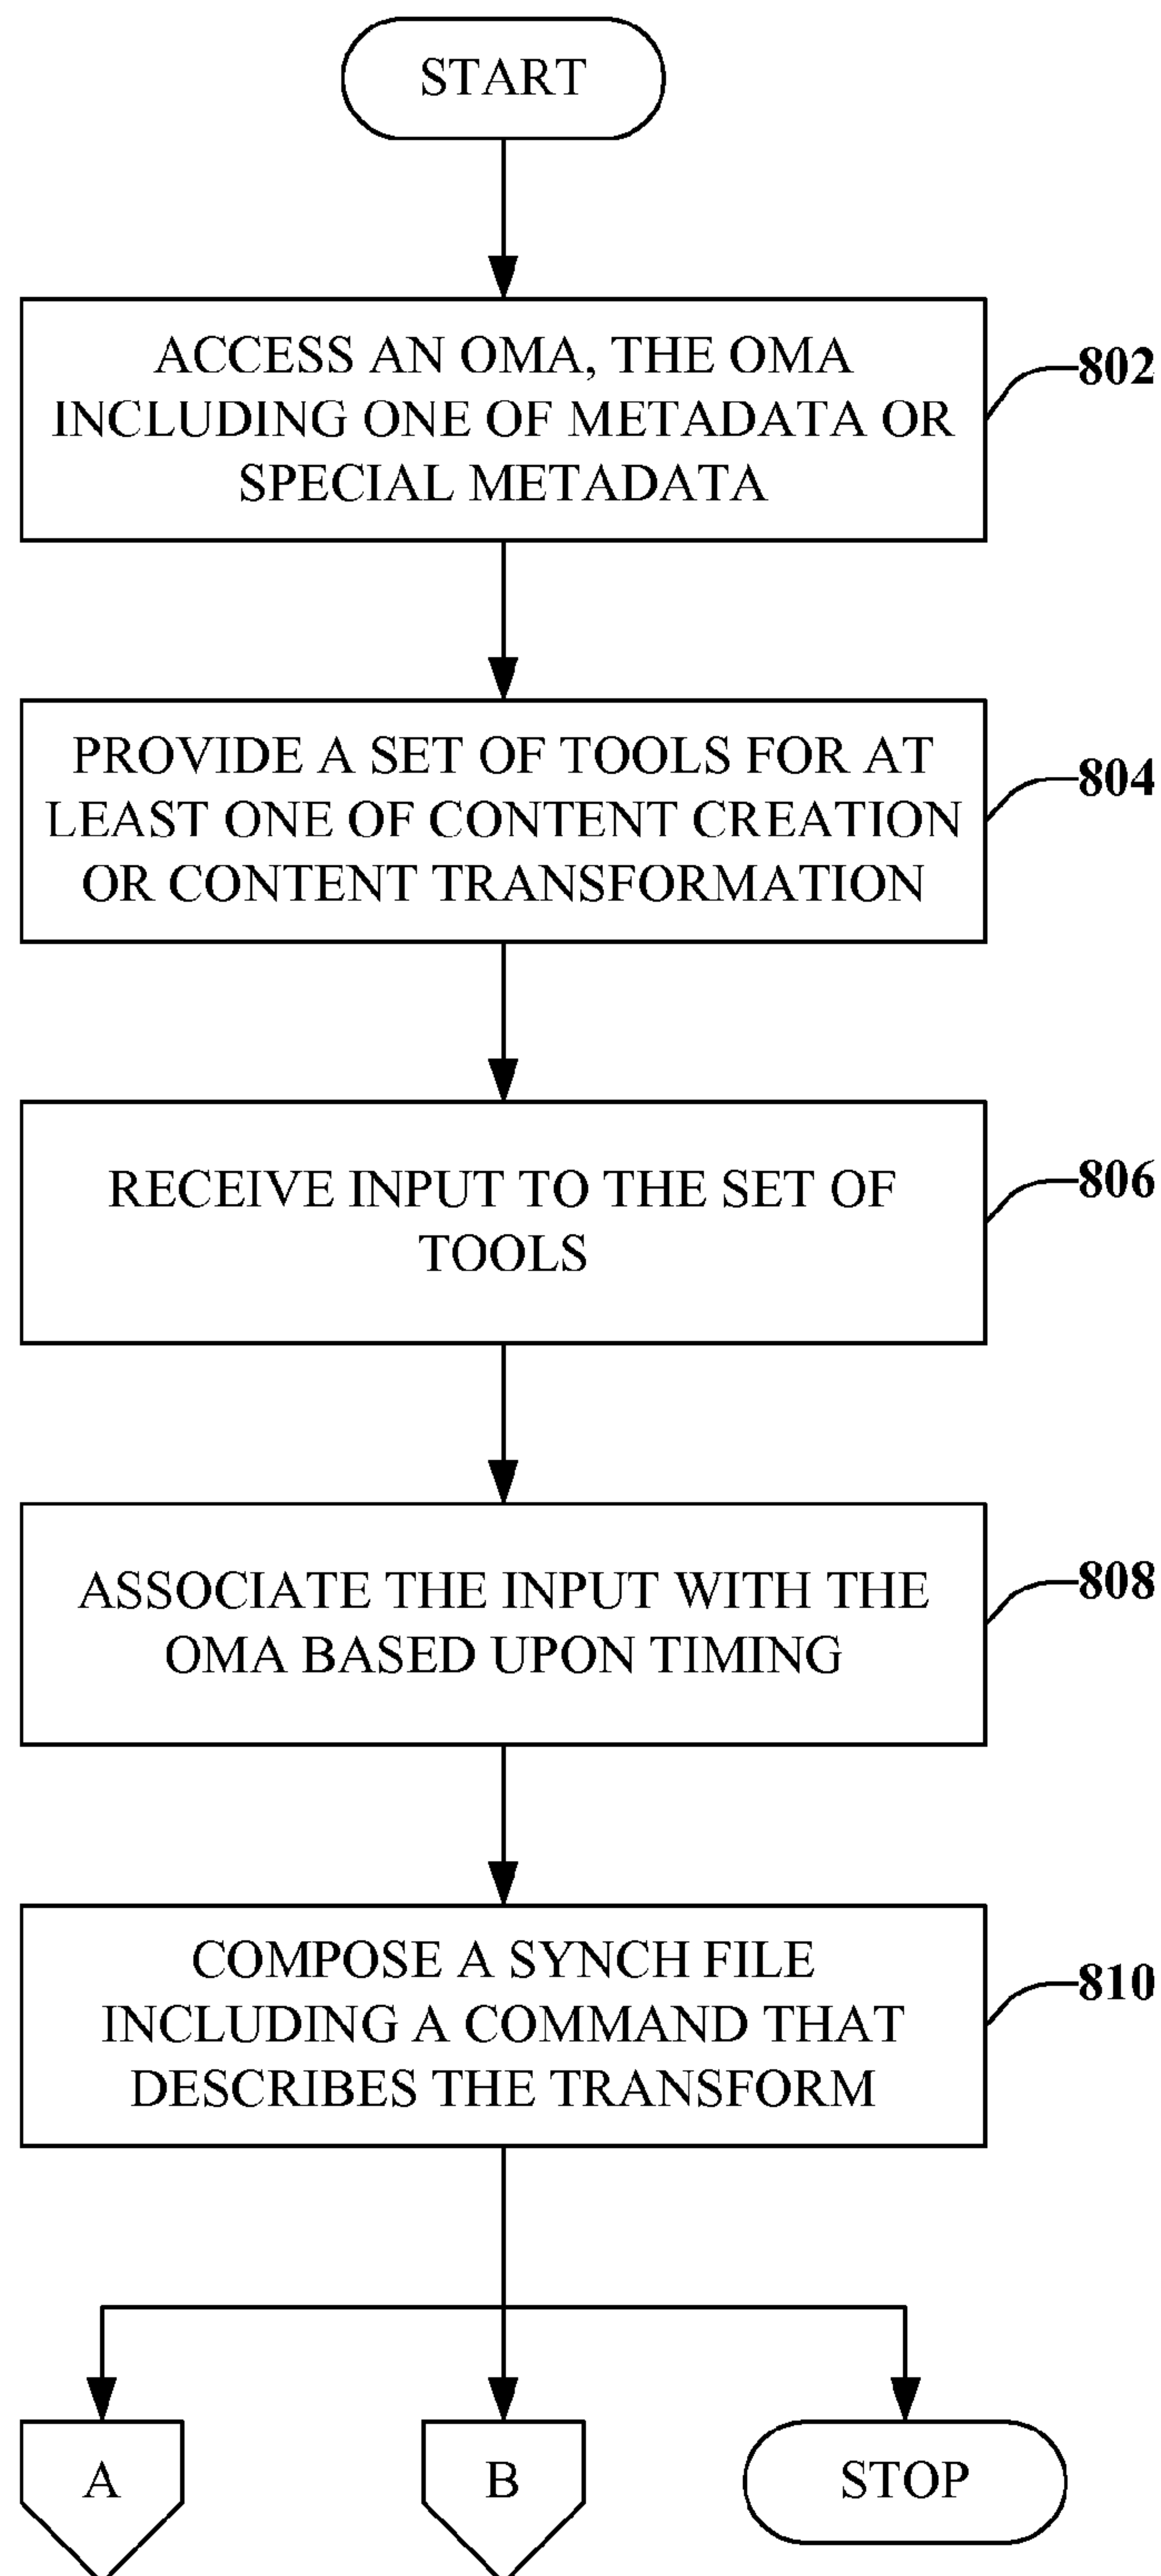 START
ACCESS AN OMA, THE OMA
INCLUDING ONE OF METADATA OR
SPECIAL METADATA
802
PROVIDE A SET OF TOOLS FOR AT
LEAST ONE OF CONTENT CREATION
OR CONTENT TRANSFORMATION
804
RECEIVE INPUT TO THE SET OF
TOOLS
806
ASSOCIATE THE INPUT WITH THE
OMA BASED UPON TIMING
808
COMPOSE A SYNCH FILE
INCLUDING A COMMAND THAT
DESCRIBES THE TRANSFORM
810
A
B
STOP